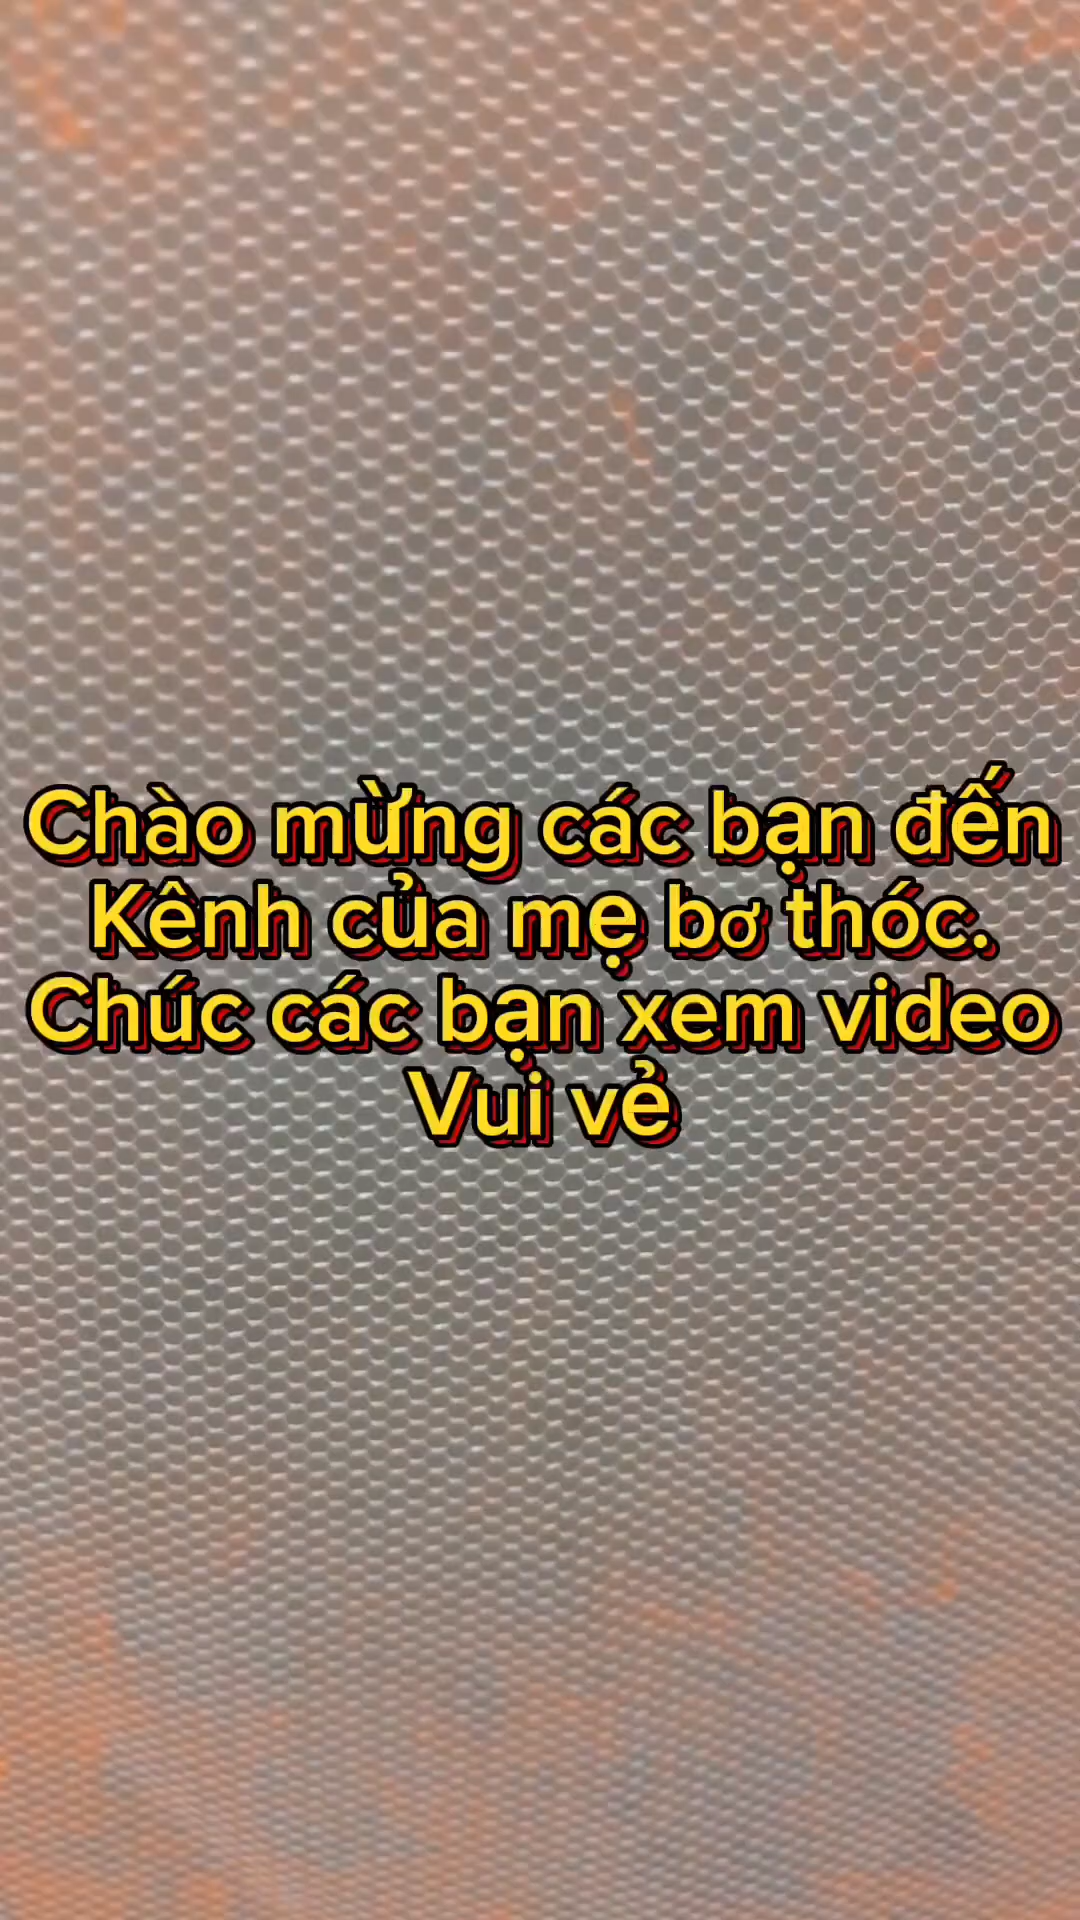 Chào mừng các bạn đến
Kênh của mẹ bơ thóc.
Chúc các bạn xem video
Vui vẻ